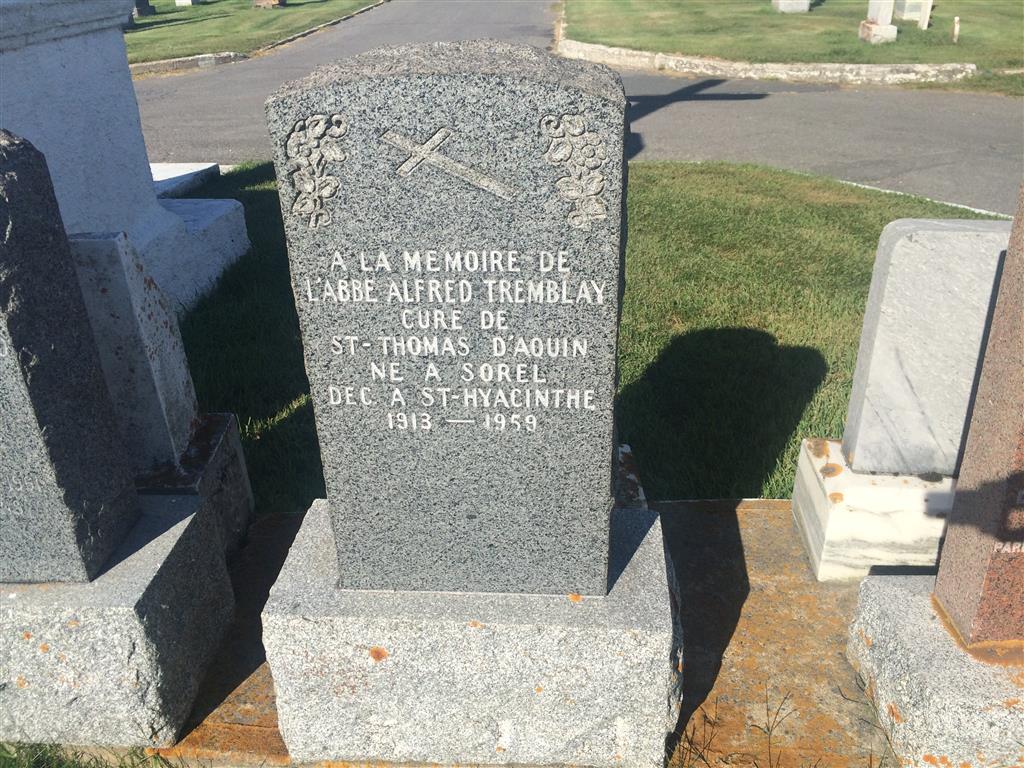 A LA MEMOIRE DE
L'ABBE ALFRED TREMBLAY
CURE DE
ST-THOMAS D'AQUIN
NE A SOREL
DEC A ST-HYACINTHE
1913 — 1959